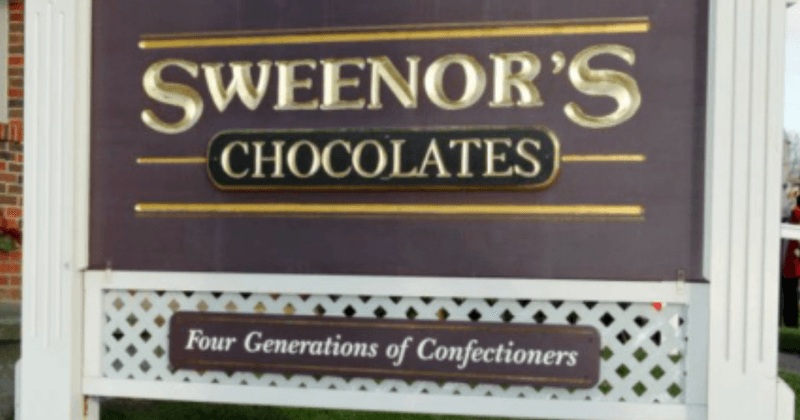 SWEENOR'S
CHOCOLATES
Four Generations of Confectioners